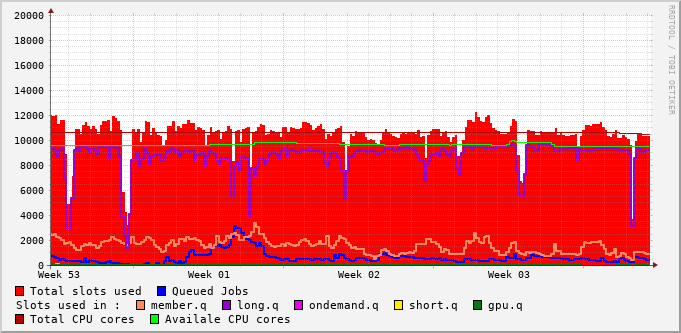 20000
18000
16000
14000
12000
10000
8000
6000
4000
2000
0
Week 53 Week 01 Week 02 Week 03
RRDTOOL / TOBI OETIKER
Total slots used Queued Jobs
Slots used in : member.q long.q ondemand.q short.q gpu.q
Total CPU cores Availale CPU cores